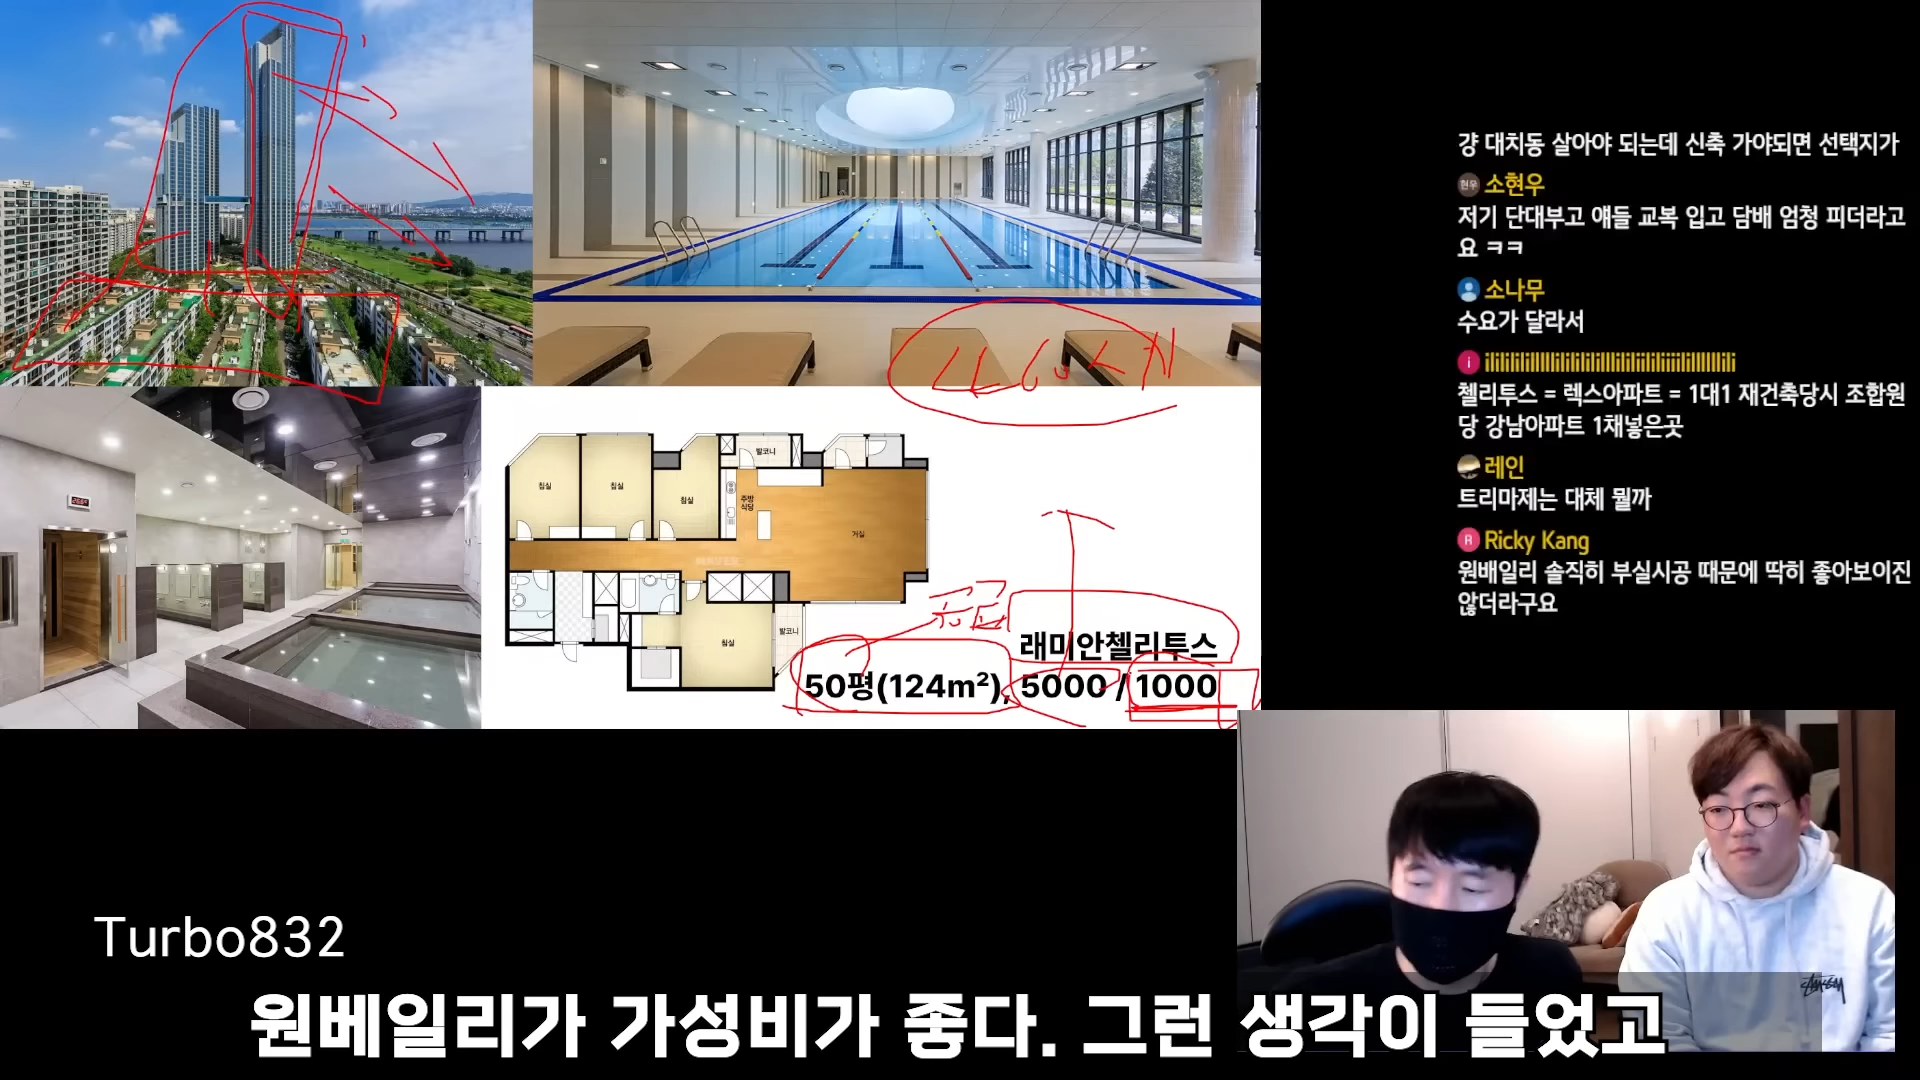 걍 대치동 살아야 되는데 신축 가야되면 선택지가
현우 소현우
저기 단대부고 얘들 교복 입고 담배 엄청 피더라고
요 ㅋㅋ
소나무
수요가 달라서
첼리투스 = 렉스아파트 = 1대1 재건축당시 조합원
당 강남아파트 1채넣은곳
레인
트리마제는 대체 뭘까
R Ricky Kang
원베일리 솔직히 부실시공 때문에 딱히 좋아보이진
않더라구요
발코니
침실
침실
침실
주방
식당
거실
침실
발코니
래미안첼리투스
50평(124m²), 5000 / 1000
Turbo832
원베일리가 가성비가 좋다. 그런 생각이 들었고